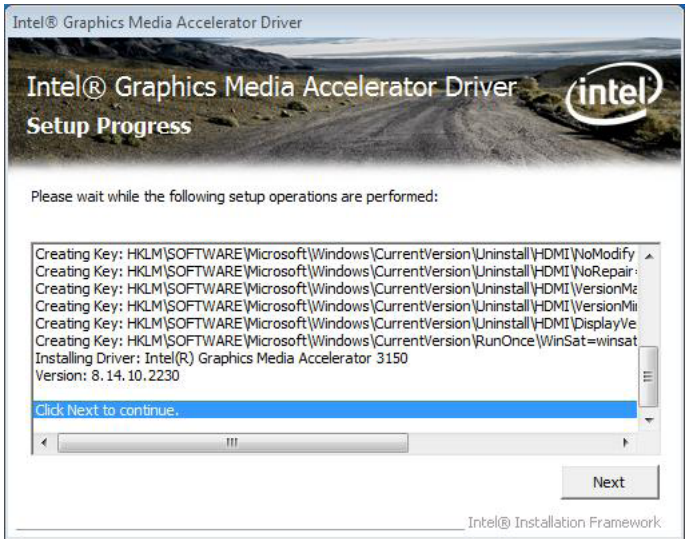 Intel® Graphics Media Accelerator Driver
Intel® Graphics Media Accelerator Driver
intel
Setup Progress
Please wait while the following setup operations are performed:
Creating Key: HKLM\SOFTWARE\Microsoft\Windows\CurrentVersion\Uninstall\HDMI\NoModify
Creating Key: HKLM\SOFTWARE\Microsoft\Windows\CurrentVersion\Uninstall\HDMI\NoRepair=
Creating Key: HKLM\SOFTWARE\Microsoft\Windows\CurrentVersion\Uninstall\HDMI\VersionMa
Creating Key: HKLM\SOFTWARE\Microsoft\Windows\CurrentVersion\Uninstall\HDMI\VersionMi
Creating Key: HKLM\SOFTWARE\Microsoft\Windows\CurrentVersion\Uninstall\HDMI\DisplayVe
Creating Key: HKLM\SOFTWARE\Microsoft\Windows\CurrentVersion\RunOnce\WinSat=winsat
Installing Driver: Intel(R) Graphics Media Accelerator 3150
Version: 8.14.10.2230
Click Next to continue.
Next
Intel® Installation Framework